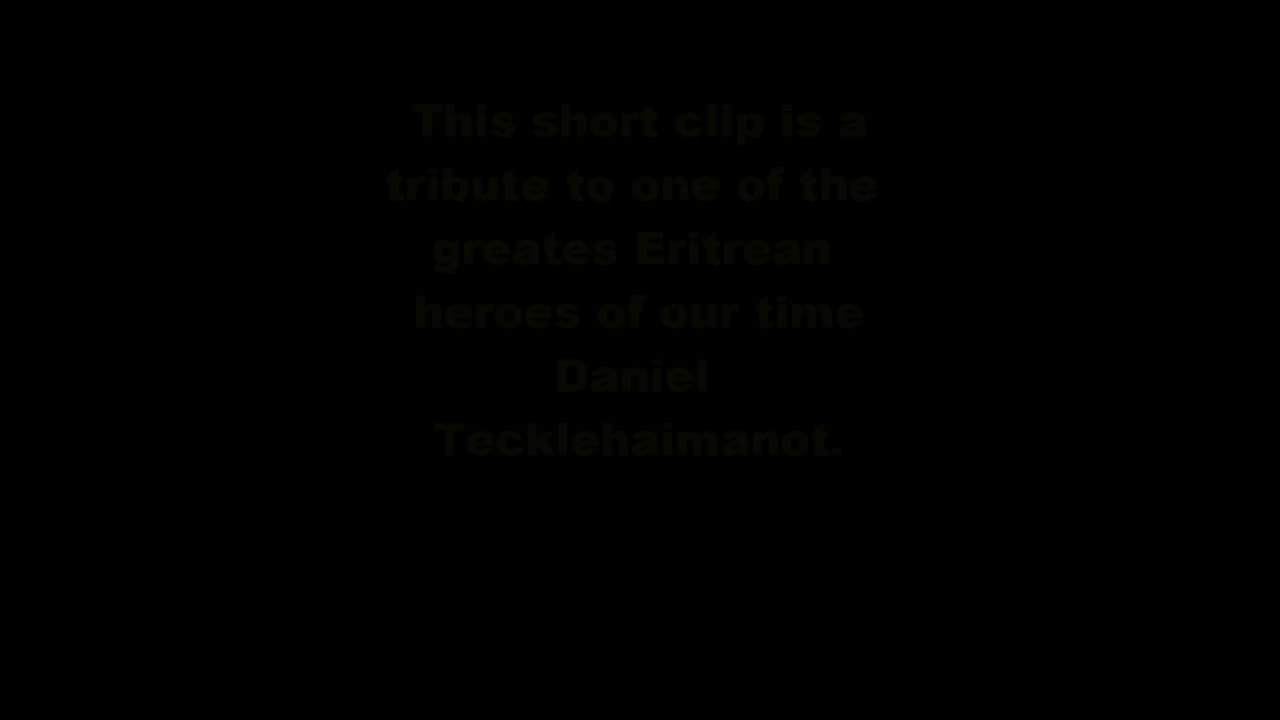 This short clip is a
tribute to one of the
greates Eritrean
heroes of our time
Daniel
Tecklehaimanot.